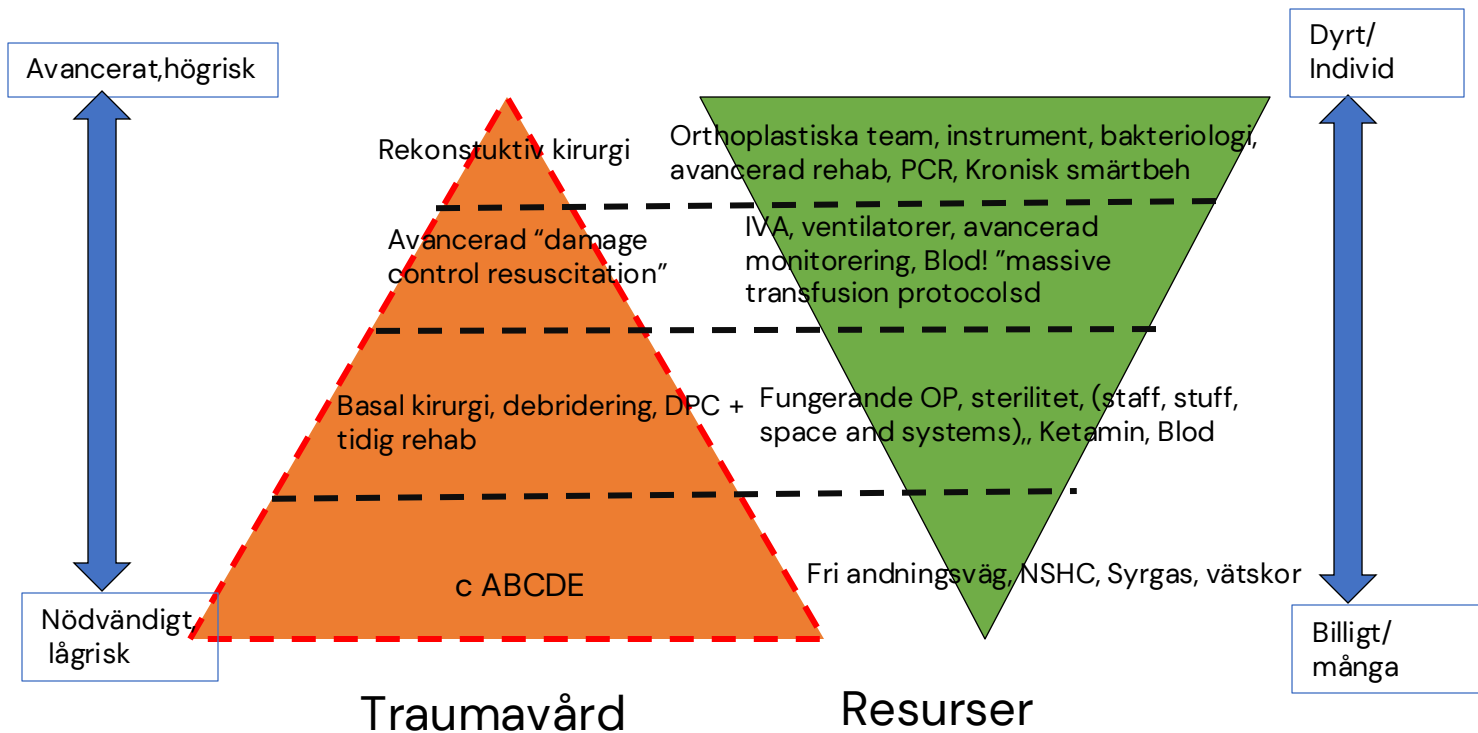 Avancerat,högrisk
Dyrt/
Individ
Rekonstuktiv kirurgi
Orthoplastiska team, instrument, bakteriologi,
avancerad rehab, PCR, Kronisk smärtbeh
Avancerad “damage
control resuscitation”
IVA, ventilatorer, avancerad
monitorering, Blod! ”massive
transfusion protocolsd
Basal kirurgi, debridering, DPC +
tidig rehab
Fungerande OP, sterilitet, (staff, stuff,
space and systems),, Ketamin, Blod
c ABCDE
Fri andningsväg, NSHC, Syrgas, vätskor
Nödvändigt,
lågrisk
Billigt/
många
Traumavård
Resurser